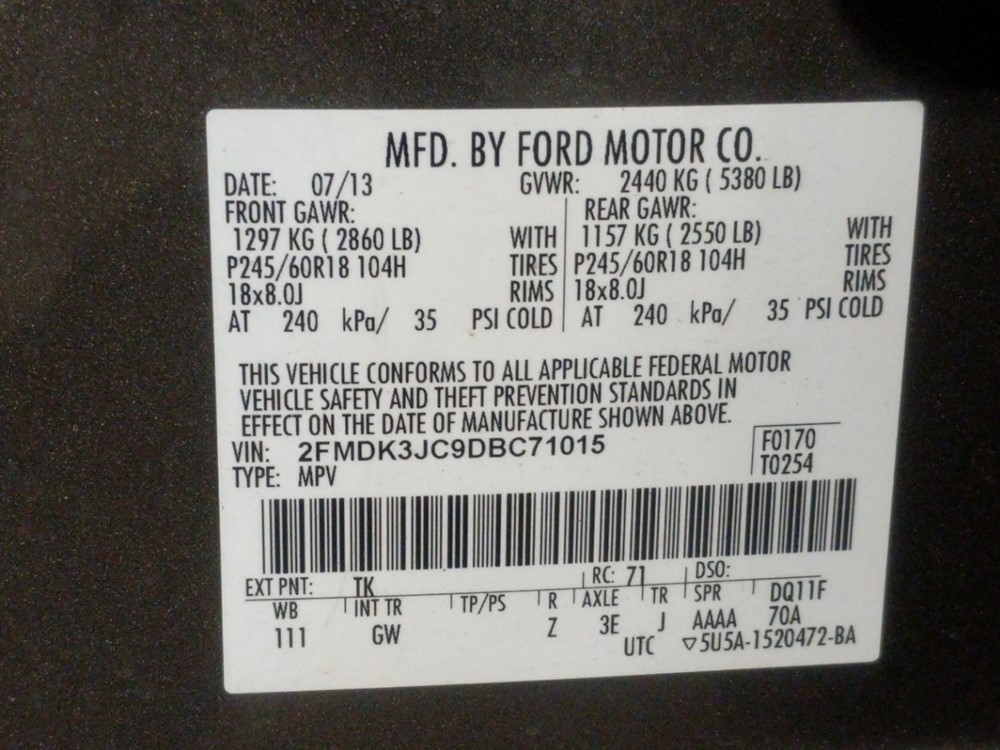 MFD. BY FORD MOTOR CO.
DATE: 07/13 GVWR: 2440 KG ( 5380 LB)
FRONT GAWR: REAR GAWR:
1297 KG ( 2860 LB) WITH 1157 KG ( 2550 LB) WITH
P245/60R18 104H TIRES P245/60R18 104H TIRES
18x8.0J RIMS 18x8.0J RIMS
AT 240 kPa/ 35 PSI COLD AT 240 kPa/ 35 PSI COLD
THIS VEHICLE CONFORMS TO ALL APPLICABLE FEDERAL MOTOR
VEHICLE SAFETY AND THEFT PREVENTION STANDARDS IN
EFFECT ON THE DATE OF MANUFACTURE SHOWN ABOVE.
VIN: 2FMDK3JC9DBC71015 F0170
TYPE: MPV T0254
EXT PNT: TK RC: 71 DSO:
WB INT TR TP/PS R AXLE TR SPR DQ11F
111 GW Z 3E J AAAA 70A
UTC ▽5U5A-1520472-BA